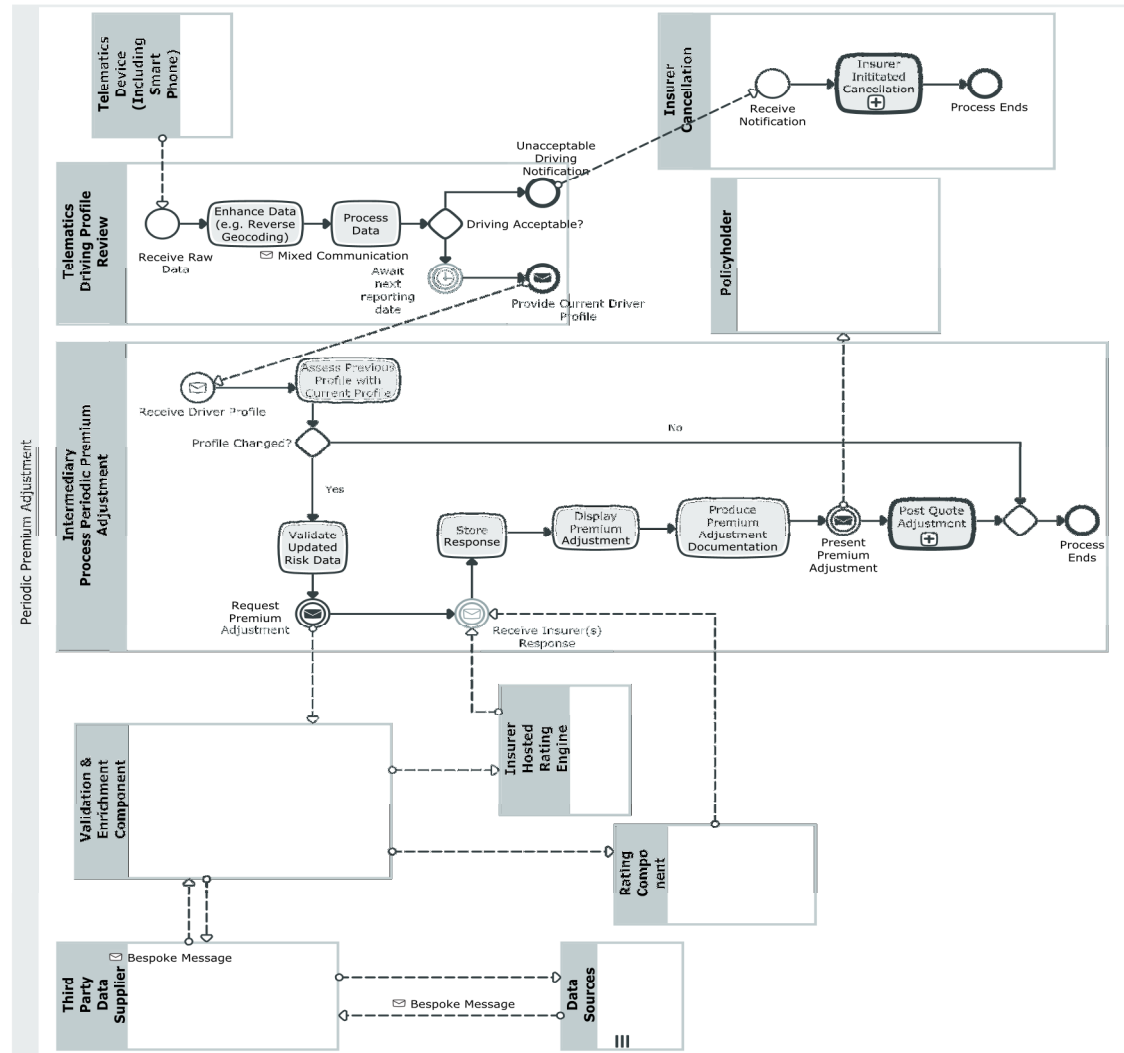 Periodic Premium Adjustment
Telematics
Device
(Including
Smart
Phone)
Insurer
Cancellation
Receive
Notification
Insurer
Inititated
Cancellation
Process Ends
Telematics
Driving Profile
Review
Receive Raw
Data
Enhance Data
(e.g. Reverse
Geocoding)
Mixed Communication
Process
Data
Driving Acceptable?
Unacceptable
Driving
Notification
Await
next
reporting
date
Provide Current Driver
Profile
Policyholder
Intermediary
Process Periodic Premium
Adjustment
Receive Driver Profile
Assess Previous
Profile with
Current Profile
Profile Changed?
No
Yes
Validate
Updated
Risk Data
Request
Premium
Adjustment
Receive Insurer(s)
Response
Store
Response
Display
Premium
Adjustment
Produce
Premium
Adjustment
Documentation
Present
Premium
Adjustment
Post Quote
Adjustment
Process
Ends
Validation &
Enrichment
Component
Insurer
Hosted
Rating
Engine
Rating
Compo
nent
Third
Party
Data
Supplier
Bespoke Message
Bespoke Message
Data
Sources